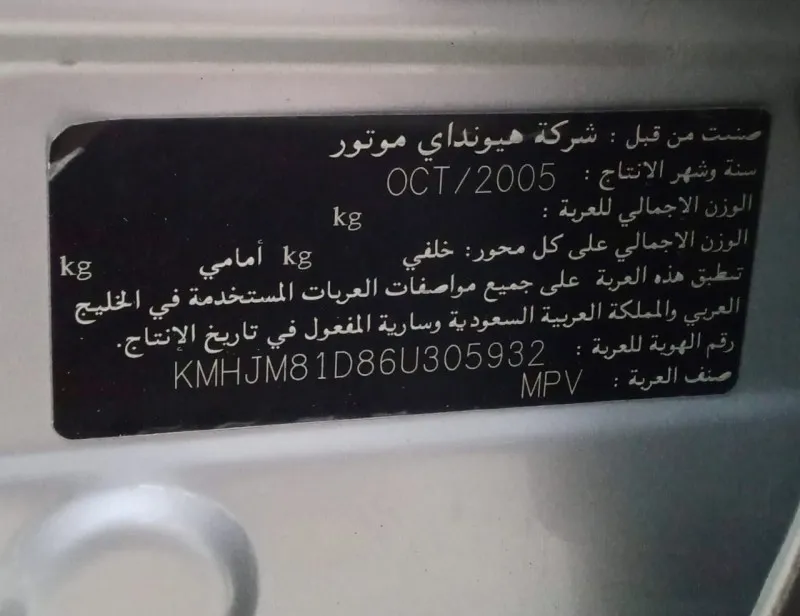 صنعت من قبل : شركة هيونداي موتور
سنة وشهر الانتاج : OCT/2005
الوزن الاجمالي للعربة : kg
الوزن الاجمالي على كل محور: خلفي kg أمامي kg
تنطبق هذه العربة على جميع مواصفات العربات المستخدمة في الخليج
العربي والمملكة العربية السعودية وسارية المفعول في تاريخ الإنتاج.
رقم الهوية للعربة : KMHJM81D86U305932
صنف العربة : MPV